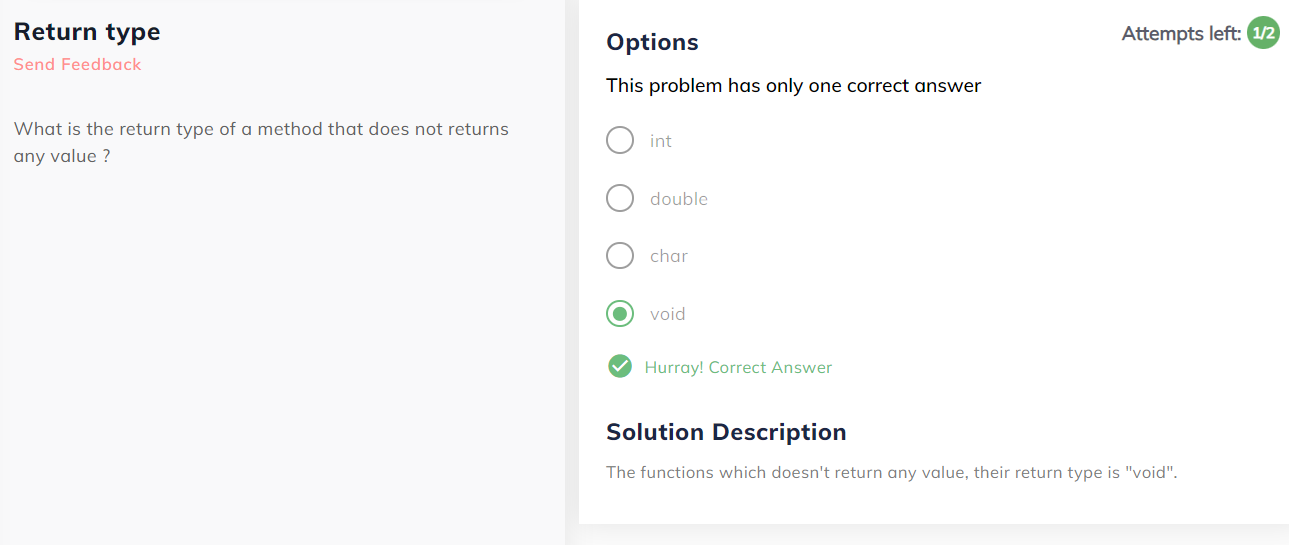 Return type
Send Feedback
What is the return type of a method that does not returns
any value ?
Options
Attempts left: 1/2
This problem has only one correct answer
int
double
char
void
Hurray! Correct Answer
Solution Description
The functions which doesn't return any value, their return type is "void".